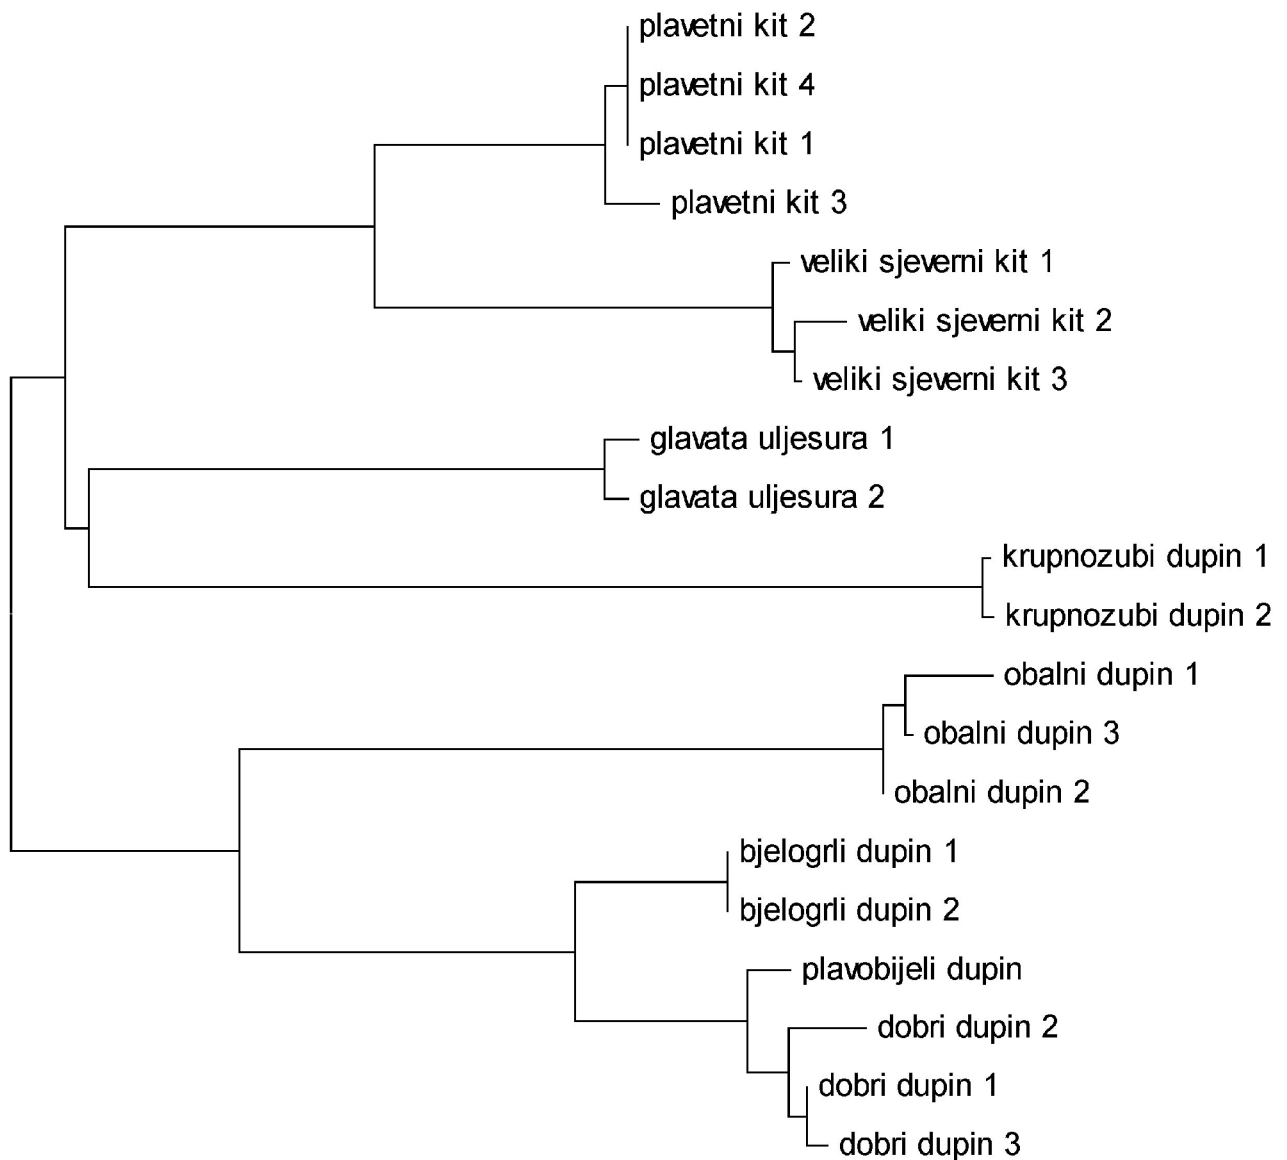 plavetni kit 2
plavetni kit 4
plavetni kit 1
plavetni kit 3
veliki sjeverni kit 1
veliki sjeverni kit 2
veliki sjeverni kit 3
glavata uljesura 1
glavata uljesura 2
krupnozubi dupin 1
krupnozubi dupin 2
obalni dupin 1
obalni dupin 3
obalni dupin 2
bjelogrli dupin 1
bjelogrli dupin 2
plavobijeli dupin
dobri dupin 2
dobri dupin 1
dobri dupin 3